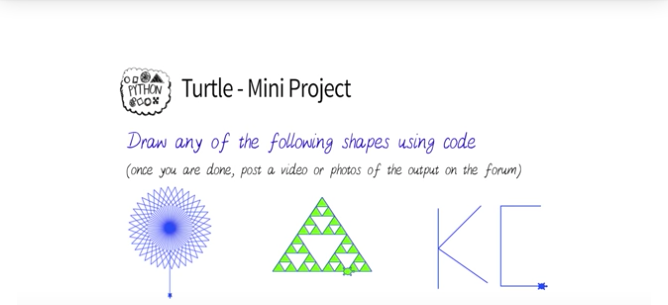 PYTHON
Turtle - Mini Project
Draw any of the following shapes using code
(once you are done, post a video or photos of the output on the forum)
K C